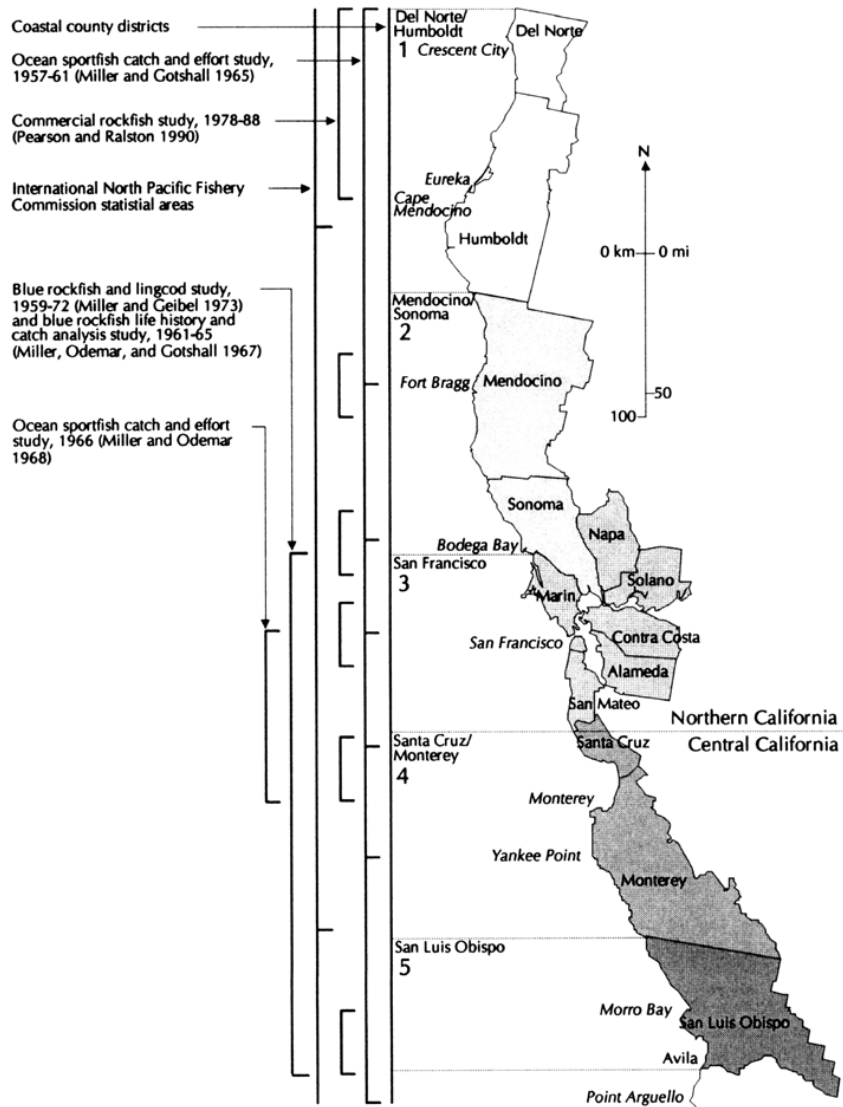 Coastal county districts
Ocean sportfish catch and effort study,
1957-61 (Miller and Gotshall 1965)
Commercial rockfish study, 1978-88
(Pearson and Ralston 1990)
International North Pacific Fishery
Commission statistial areas
Blue rockfish and lingcod study,
1959-72 (Miller and Geibel 1973)
and blue rockfish life history and
catch analysis study, 1961-65
(Miller, Odemar, and Gotshall 1967)
Ocean sportfish catch and effort
study, 1966 (Miller and Odemar
1968)
Del Norte/
Humboldt
1
Crescent City
Del Norte
Eureka
Cape
Mendocino
Humboldt
N
0 km
0 mi
50
100
Mendocino/
Sonoma
2
Fort Bragg
Mendocino
Sonoma
Napa
Bodega Bay
San Francisco
3
Solano
Marin
San Francisco
Contra Costa
Alameda
San Mateo
Northern California
Central California
Santa Cruz/
Monterey
4
Santa Cruz
Monterey
Yankee Point
Monterey
San Luis Obispo
5
Morro Bay
San Luis Obispo
Avila
Point Arguello